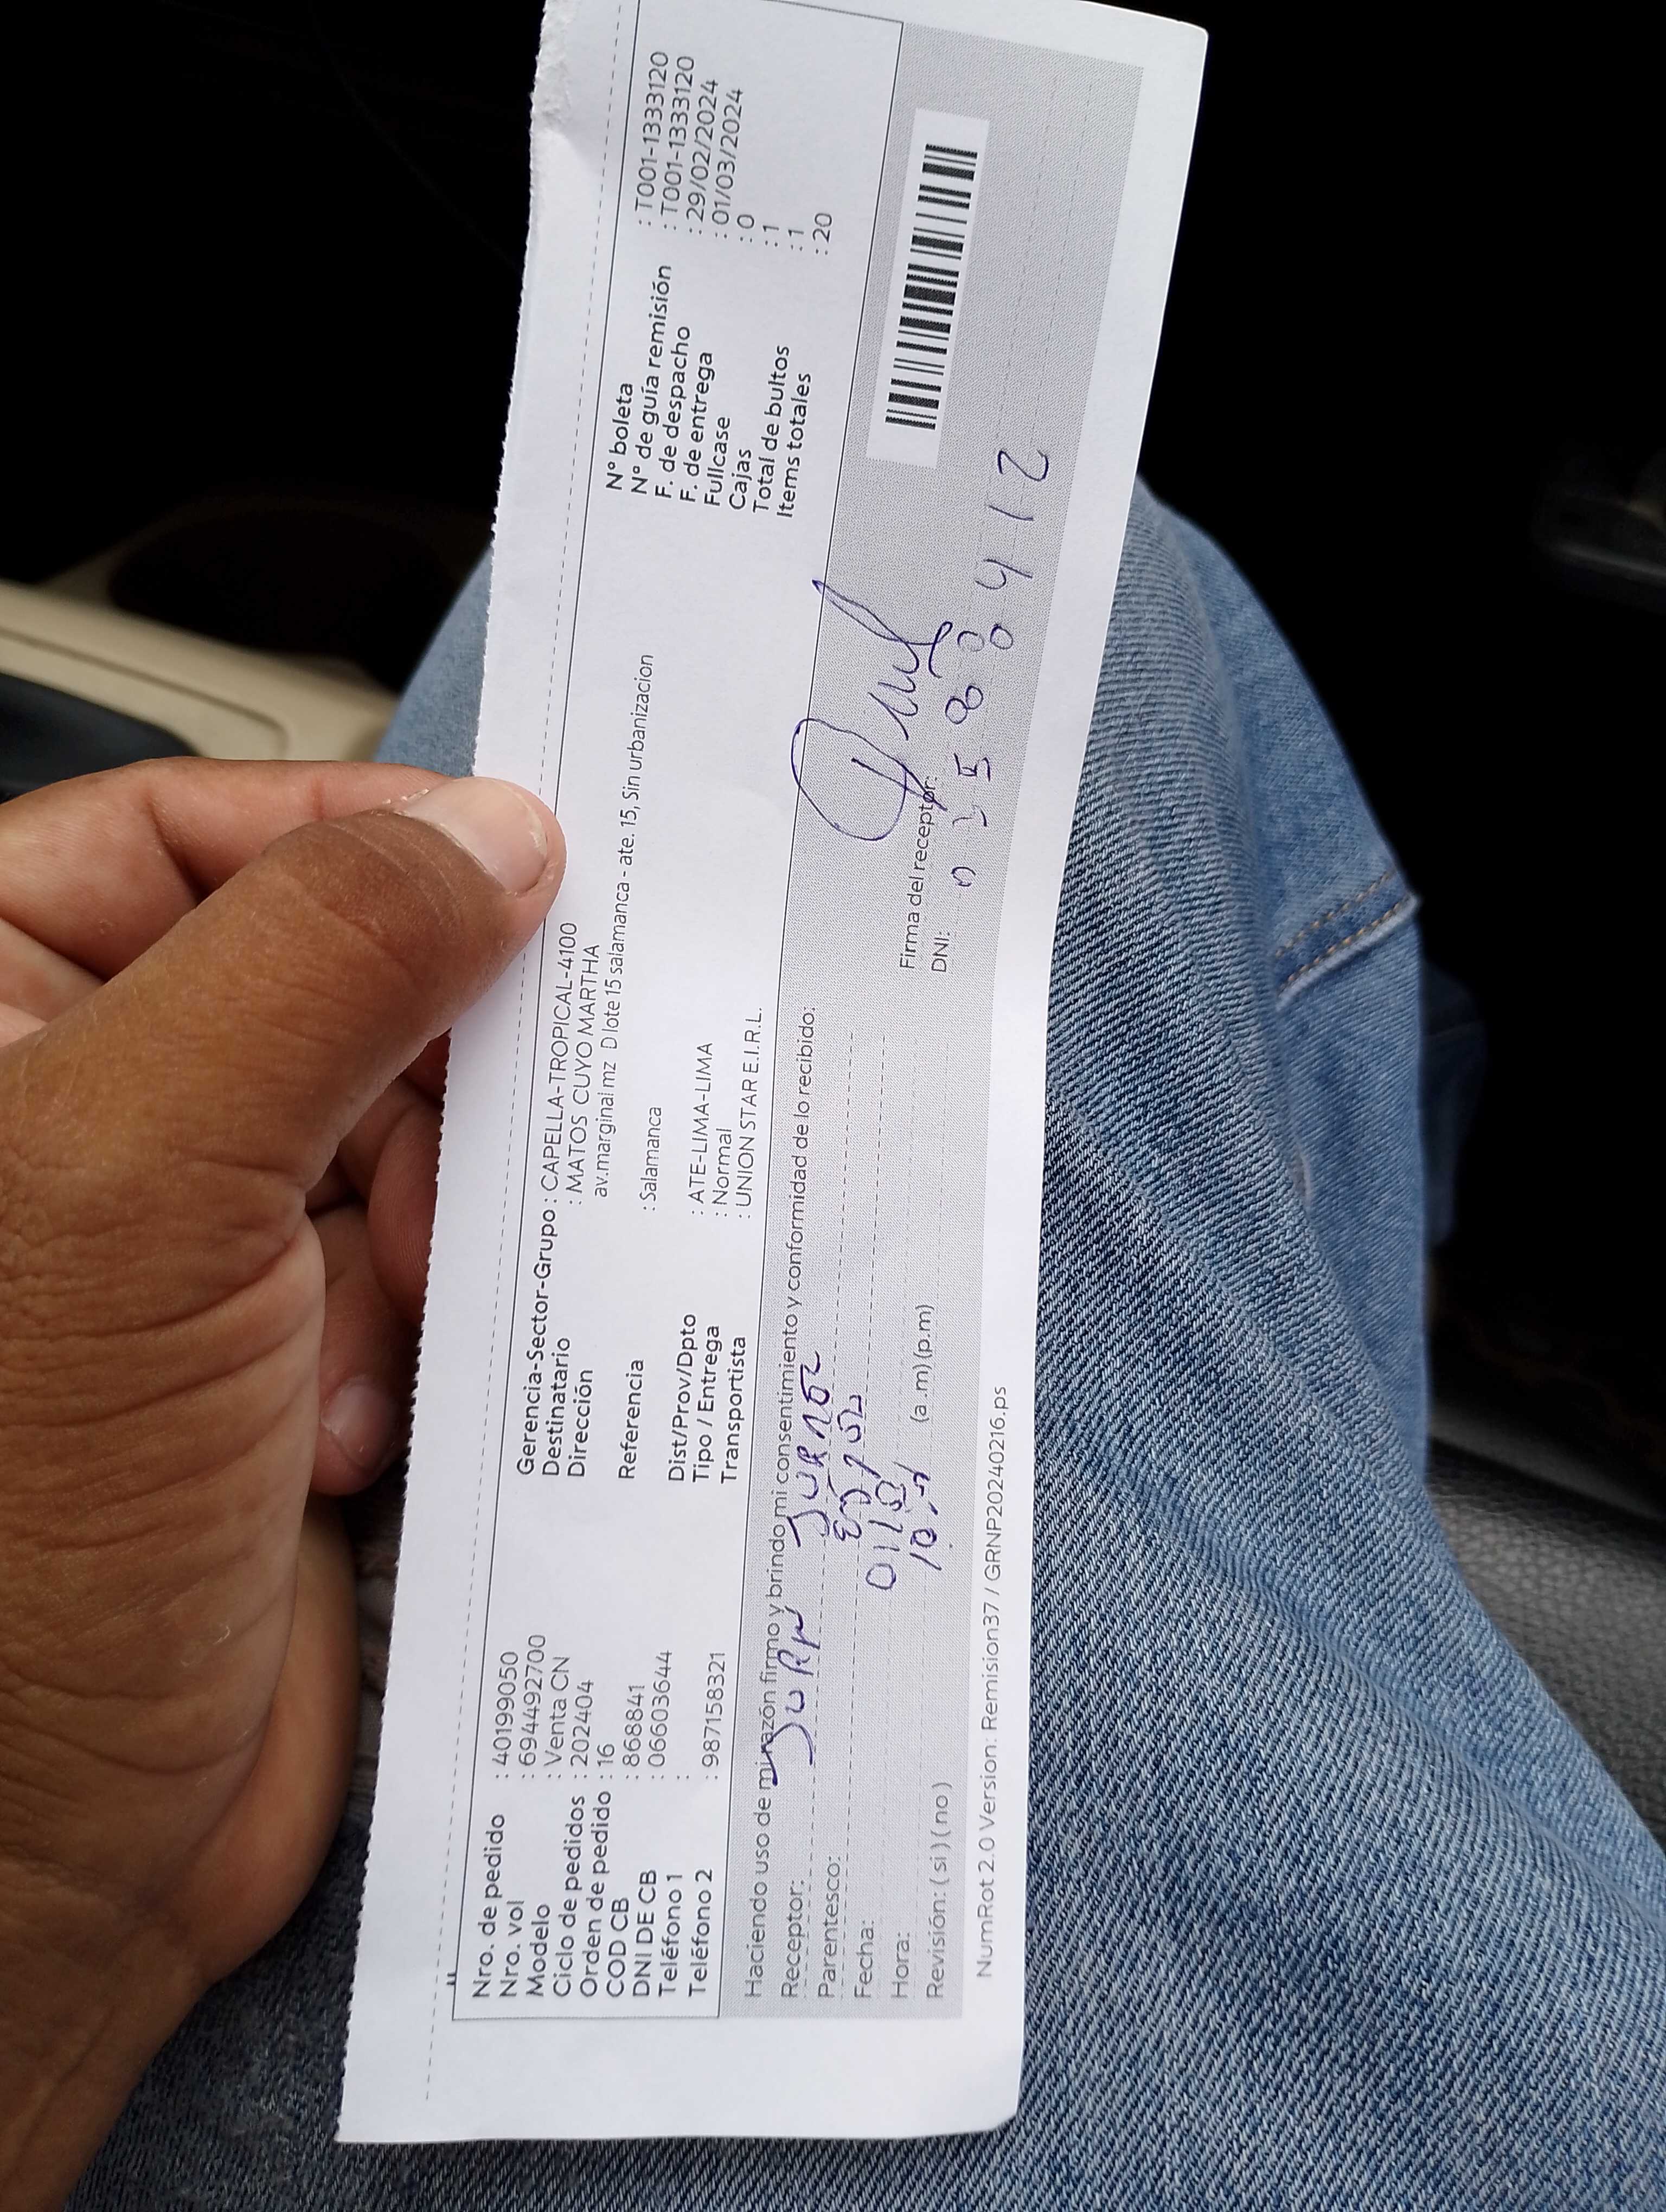 Nro. de pedido : 40199050
Nro. vol : 6944492700
Modelo : Venta CN
Ciclo de pedidos : 202404
Orden de pedido : 16
COD CB : 868841
DNI DE CB : 06603644
Teléfono 1 :
Teléfono 2 : 987158321
Gerencia-Sector-Grupo : CAPELLA-TROPICAL-4100
Destinatario : MATOS CUYO MARTHA
Dirección av.marginal mz D lote 15 salamanca - ate. 15, Sin urbanizacion
Referencia : Salamanca
Dist/Prov/Dpto : ATE-LIMA-LIMA
Tipo / Entrega : Normal
Transportista : UNION STAR E.I.R.L.
N° boleta : T001-1333120
N° de guía remisión : T001-1333120
F. de despacho : 29/02/2024
F. de entrega : 01/03/2024
Fullcase : 0
Cajas : 1
Total de bultos : 1
Items totales : 20
Haciendo uso de mi razón firmo y brindo mi consentimiento y conformidad de lo recibido:
Receptor:
Parentesco:
Fecha:
Hora: (a.m) (p.m)
Revisión: ( si ) ( no )
Firma del receptor:
DNI:
NumRot 2.0 Version: Remision37 / GRNP20240216.ps